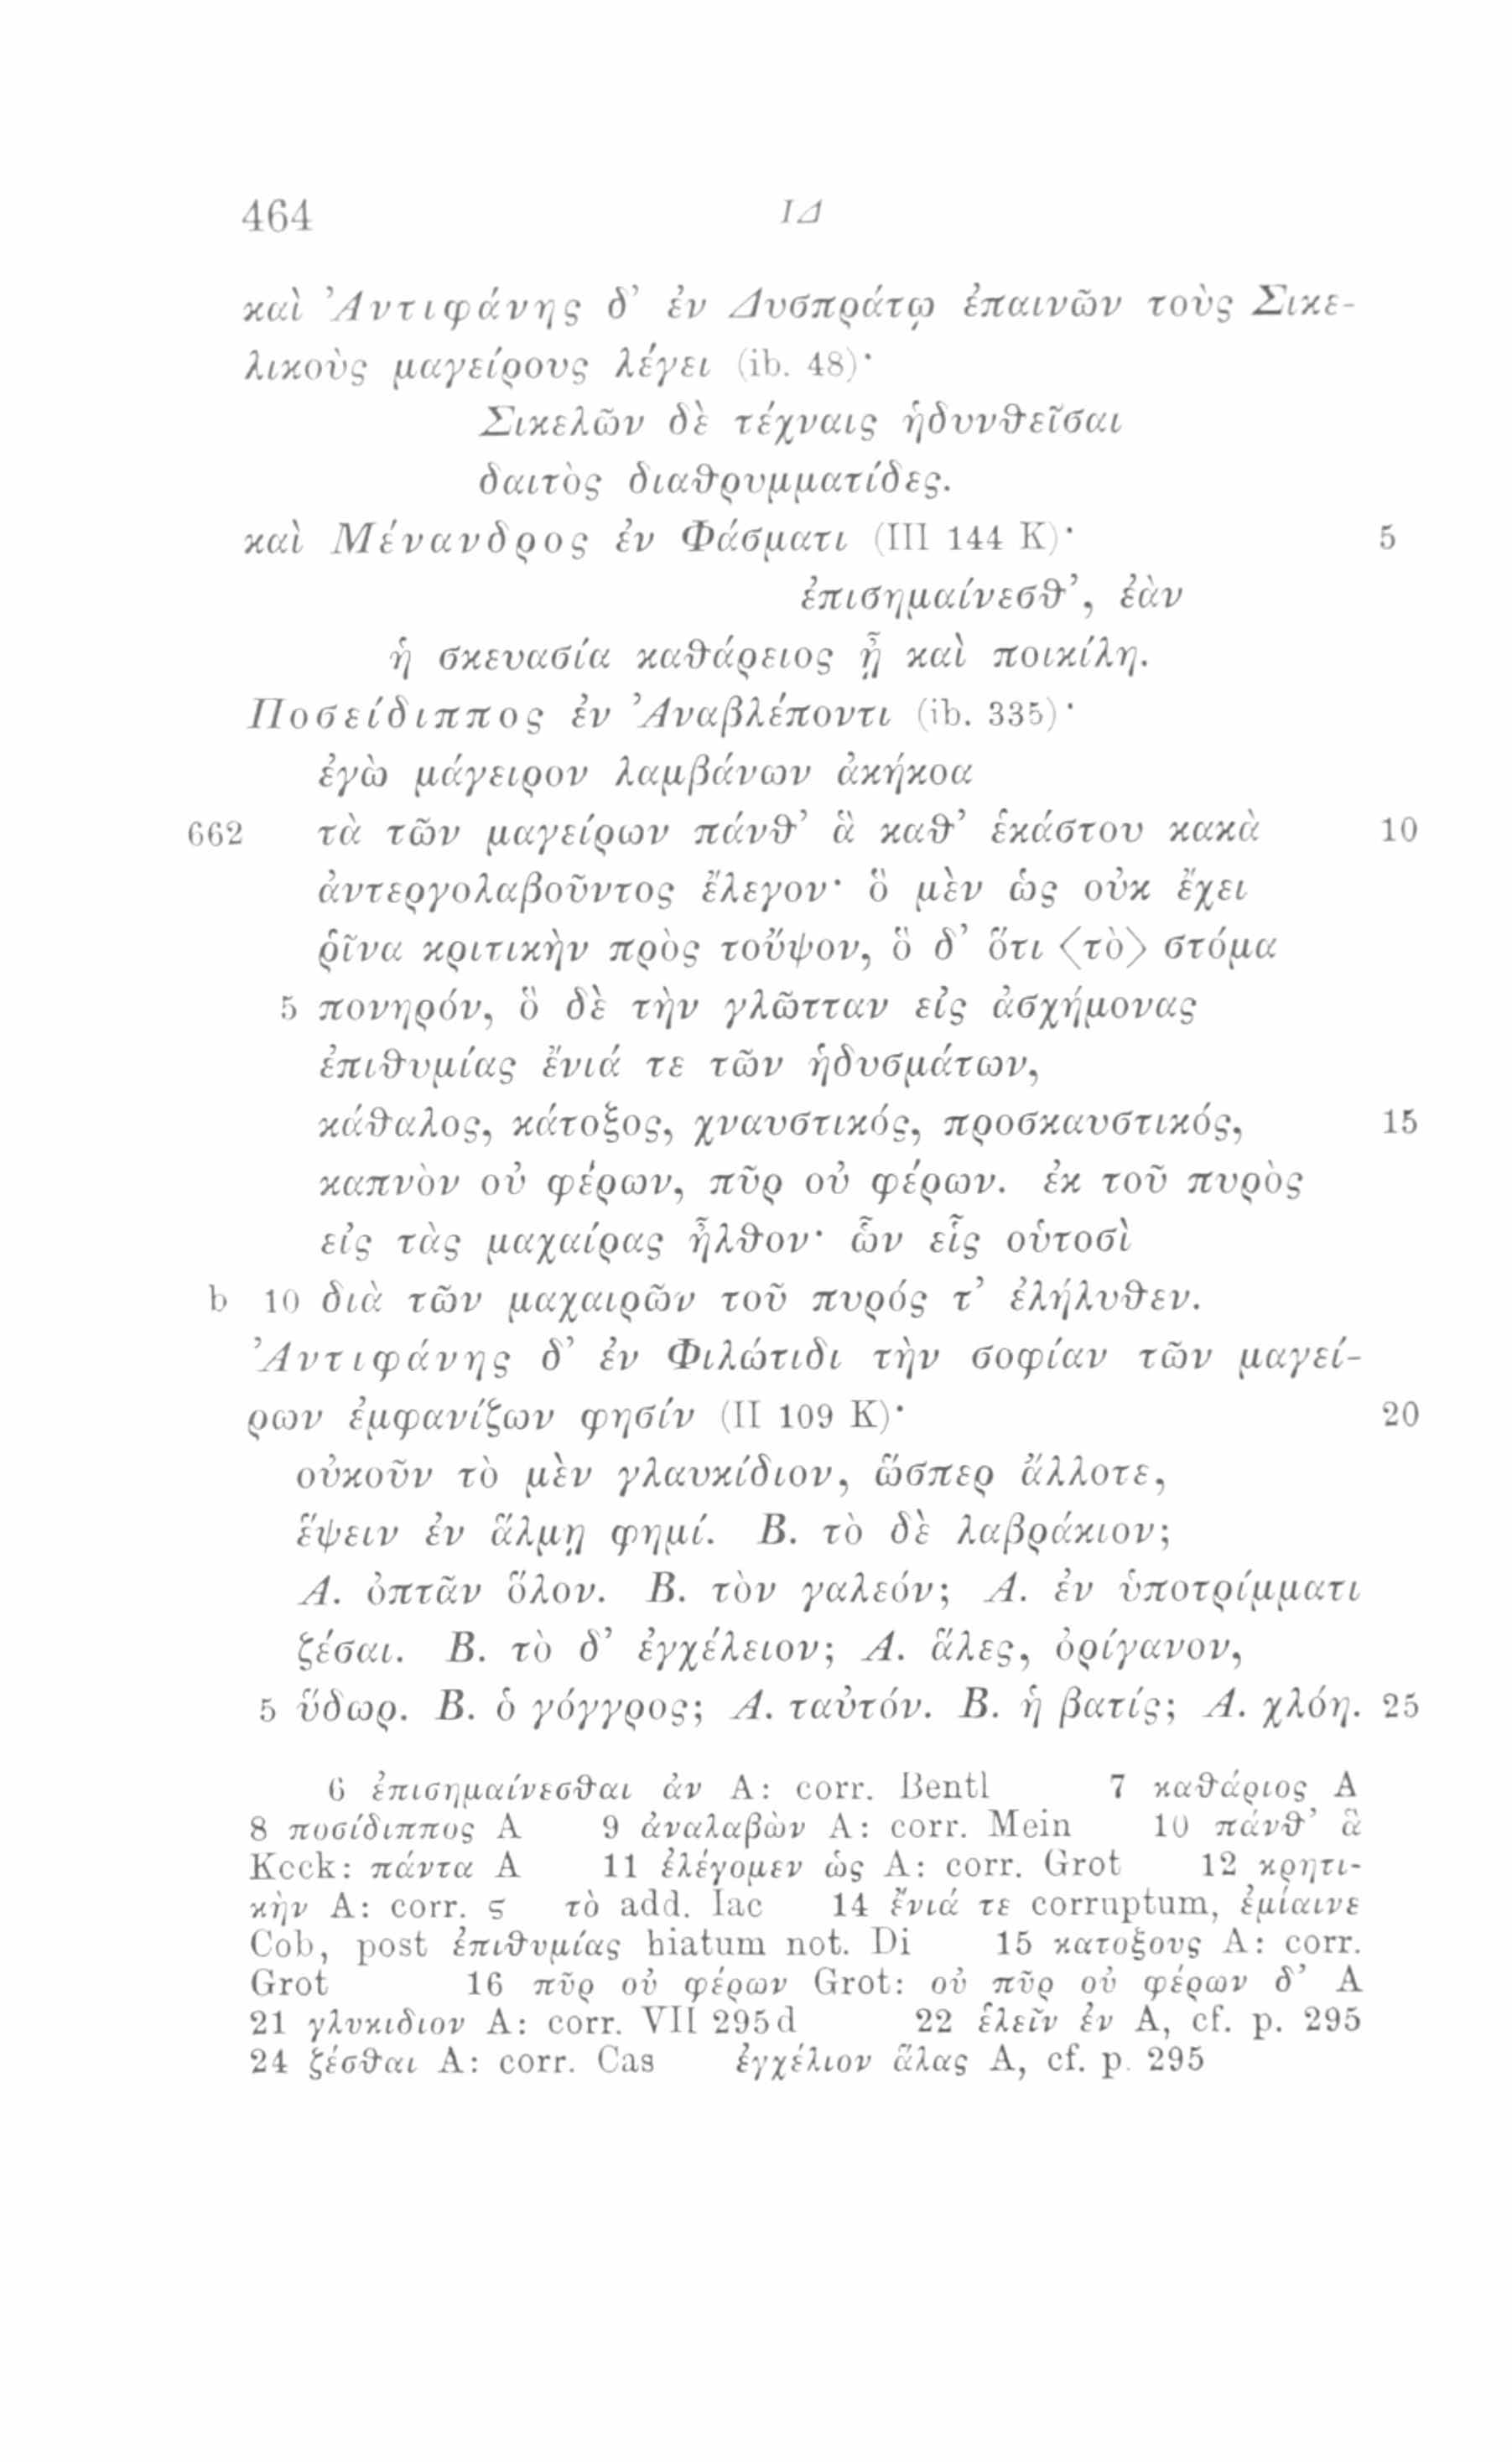 464 ΙΔ
καὶ Ἀντιφάνης δ' ἐν Δυσπράτῳ ἐπαινῶν τοὺς Σικε-
λικοὺς μαγείρους λέγει (ib. 48)·
Σικελῶν δὲ τέχναις ἡδυνθεῖσαι
δαιτὸς διαθρυμματίδες.
καὶ Μένανδρος ἐν Φάσματι (III 144 K)· 5
ἐπισημαίνεσθ', ἐὰν
ἡ σκευασία καθάρειος ᾖ καὶ ποικίλη.
Ποσείδιππος ἐν Ἀναβλέποντι (ib. 335)·
ἐγὼ μάγειρον λαμβάνων ἀκήκοα
662 τὰ τῶν μαγείρων πάνθ' ἃ καθ' ἑκάστου κακὰ 10
ἀντεργολαβοῦντος ἔλεγον· ὃ μὲν ὡς οὐκ ἔχει
ῥῖνα κριτικὴν πρὸς τοὔψον, ὃ δ' ὅτι ⟨τὸ⟩ στόμα
5 πονηρόν, ὃ δὲ τὴν γλῶτταν εἰς ἀσχήμονας
ἐπιθυμίας ἔνιά τε τῶν ἡδυσμάτων,
κάθαλος, κάτοξος, χναυστικός, προσκαυστικός, 15
καπνὸν οὐ φέρων, πῦρ οὐ φέρων. ἐκ τοῦ πυρὸς
εἰς τὰς μαχαίρας ἦλθον· ὧν εἷς οὑτοσὶ
b 10 διὰ τῶν μαχαιρῶν τοῦ πυρός τ' ἐλήλυθεν.
Ἀντιφάνης δ' ἐν Φιλώτιδι τὴν σοφίαν τῶν μαγεί-
ρων ἐμφανίζων φησίν (II 109 K)· 20
οὐκοῦν τὸ μὲν γλαυκίδιον, ὥσπερ ἄλλοτε,
ἕψειν ἐν ἅλμῃ φημί. Β. τὸ δὲ λαβράκιον;
Α. ὀπτᾶν ὅλον. Β. τὸν γαλεόν; Α. ἐν ὑποτρίμματι
ζέσαι. Β. τὸ δ' ἐγχέλειον; Α. ἅλες, ὀρίγανον,
5 ὕδωρ. Β. ὁ γόγγρος; Α. ταὐτόν. Β. ἡ βατίς; Α. χλόη. 25
6 ἐπισημαίνεσθαι ἀν A: corr. Bentl 7 καθάριος A
8 ποσίδιππος A 9 ἀναλαβὼν A: corr. Mein 10 πάνθ' ἃ
Kock: πάντα A 11 ἐλέγομεν ὡς A: corr. Grot 12 κρητι-
κὴν A: corr. ς τὸ add. Iac 14 ἔνιά τε corruptum, ἐμίαινε
Cob, post ἐπιθυμίας hiatum not. Di 15 κατοξους A: corr.
Grot 16 πῦρ οὐ φέρων Grot: οὐ πῦρ οὐ φέρων δ' A
21 γλυκιδιον A: corr. VII 295d 22 ἑλεῖν ἐν A, cf. p. 295
24 ζέσθαι A: corr. Cas ἐγχέλιον ἅλας A, cf. p. 295